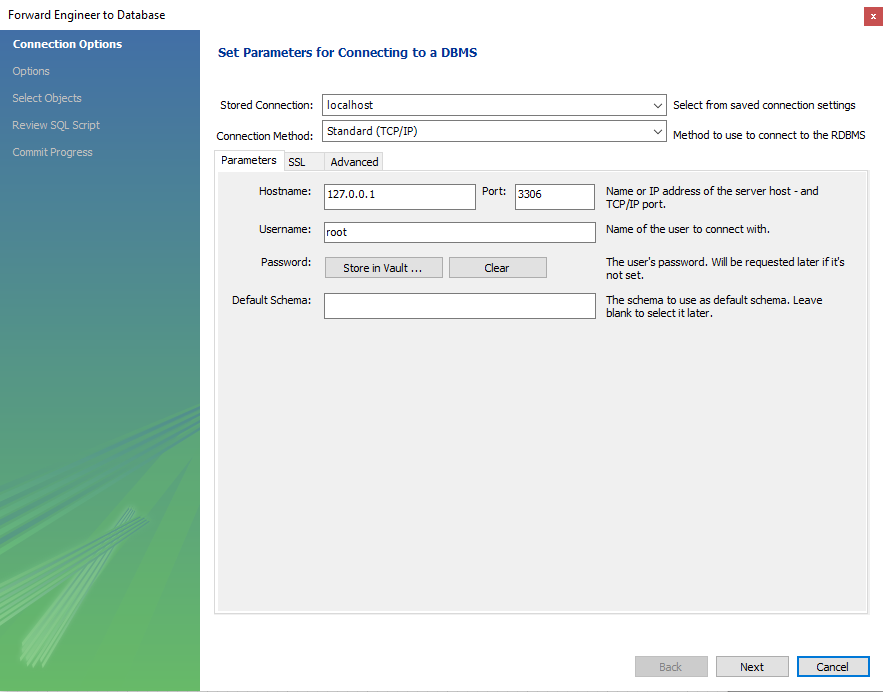 Forward Engineer to Database
x
Connection Options
Options
Select Objects
Review SQL Script
Commit Progress
Set Parameters for Connecting to a DBMS
Stored Connection: localhost Select from saved connection settings
Connection Method: Standard (TCP/IP) Method to use to connect to the RDBMS
Parameters SSL Advanced
Hostname: 127.0.0.1 Port: 3306 Name or IP address of the server host - and
TCP/IP port.
Username: root Name of the user to connect with.
Password: Store in Vault ... Clear The user's password. Will be requested later if it's
not set.
Default Schema: The schema to use as default schema. Leave
blank to select it later.
Back Next Cancel